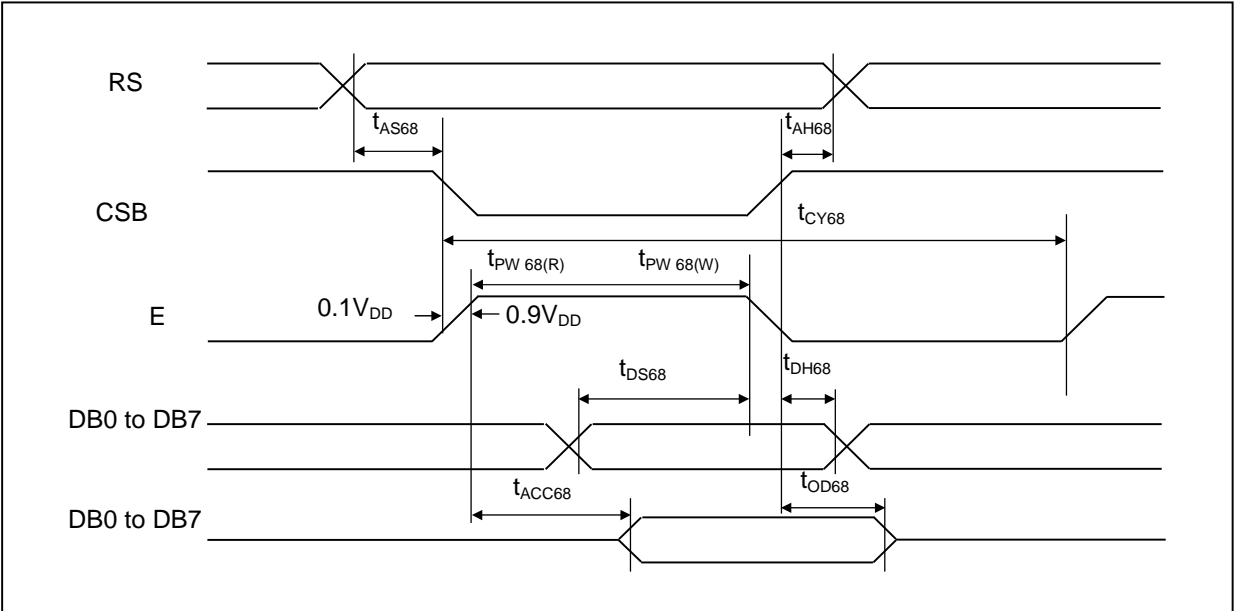 RS
tAS68
tAH68
CSB
tCY68
tPW 68(R)
tPW 68(W)
E
0.1VDD
0.9VDD
tDS68
tDH68
DB0 to DB7
tACC68
tOD68
DB0 to DB7